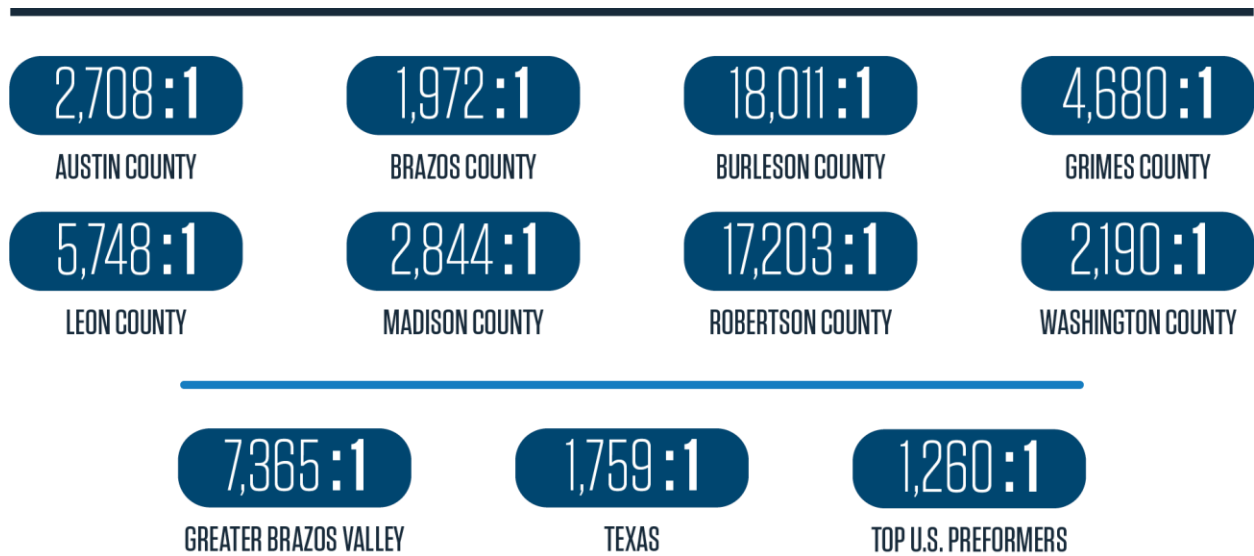 2,708:1 1,972:1 18,011:1 4,680:1
AUSTIN COUNTY BRAZOS COUNTY BURLESON COUNTY GRIMES COUNTY
5,748:1 2,844:1 17,203:1 2,190:1
LEON COUNTY MADISON COUNTY ROBERTSON COUNTY WASHINGTON COUNTY
7,365:1 1,759:1 1,260:1
GREATER BRAZOS VALLEY TEXAS TOP U.S. PREFORMERS